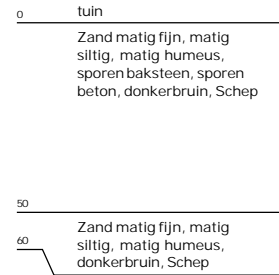 0 tuin
Zand matig fijn, matig
siltig, matig humeus,
sporen baksteen, sporen
beton, donkerbruin, Schep
50
Zand matig fijn, matig
60 siltig, matig humeus,
donkerbruin, Schep